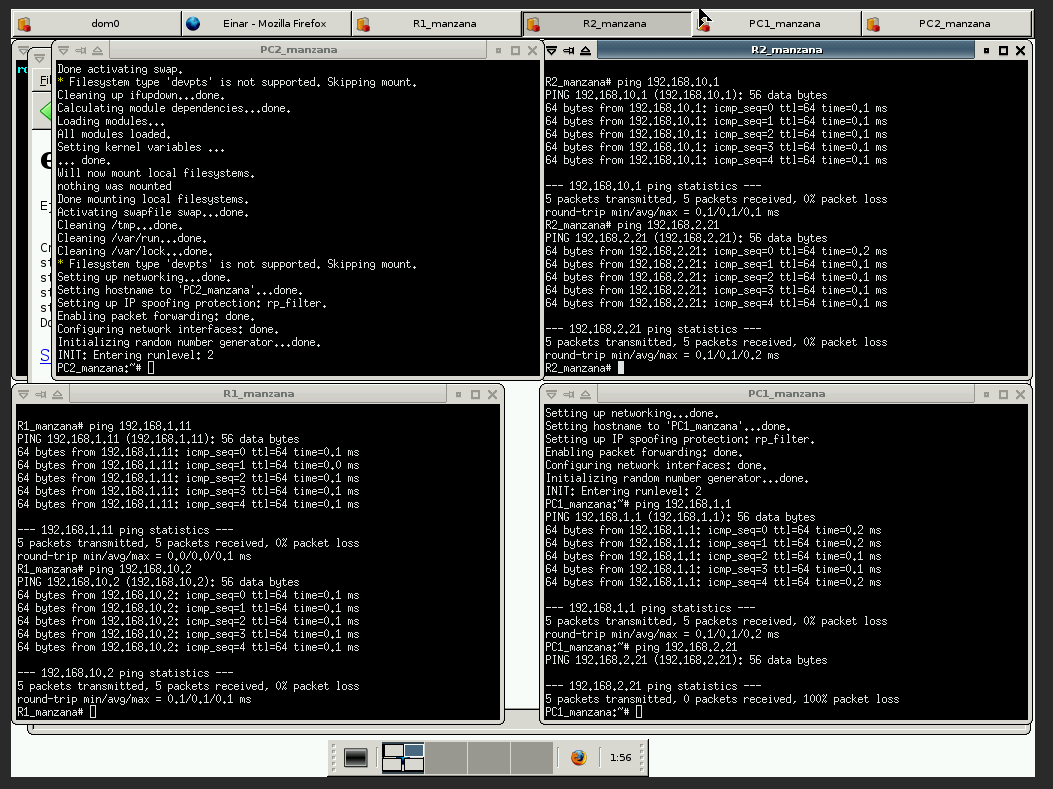 dom0
Einar - Mozilla Firefox
R1_manzana
R2_manzana
PC1_manzana
PC2_manzana
PC2_manzana
Done activating swap.
* Filesystem type 'devpts' is not supported. Skipping mount.
Cleaning up ifupdown...done.
Calculating module dependencies...done.
Loading modules...
All modules loaded.
Setting kernel variables ...
... done.
Will now mount local filesystems.
nothing was mounted
Done mounting local filesystems.
Activating swapfile swap...done.
Cleaning /tmp...done.
Cleaning /var/run...done.
Cleaning /var/lock...done.
* Filesystem type 'devpts' is not supported. Skipping mount.
Setting up networking...done.
Setting hostname to 'PC2_manzana'...done.
Setting up IP spoofing protection: rp_filter.
Enabling packet forwarding: done.
Configuring network interfaces: done.
Initializing random number generator...done.
INIT: Entering runlevel: 2
PC2_manzana:~#
R2_manzana
R2_manzana# ping 192.168.10.1
PING 192.168.10.1 (192.168.10.1): 56 data bytes
64 bytes from 192.168.10.1: icmp_seq=0 ttl=64 time=0.1 ms
64 bytes from 192.168.10.1: icmp_seq=1 ttl=64 time=0.1 ms
64 bytes from 192.168.10.1: icmp_seq=2 ttl=64 time=0.1 ms
64 bytes from 192.168.10.1: icmp_seq=3 ttl=64 time=0.1 ms
64 bytes from 192.168.10.1: icmp_seq=4 ttl=64 time=0.1 ms
--- 192.168.10.1 ping statistics ---
5 packets transmitted, 5 packets received, 0% packet loss
round-trip min/avg/max = 0.1/0.1/0.1 ms
R2_manzana# ping 192.168.2.21
PING 192.168.2.21 (192.168.2.21): 56 data bytes
64 bytes from 192.168.2.21: icmp_seq=0 ttl=64 time=0.2 ms
64 bytes from 192.168.2.21: icmp_seq=1 ttl=64 time=0.1 ms
64 bytes from 192.168.2.21: icmp_seq=2 ttl=64 time=0.1 ms
64 bytes from 192.168.2.21: icmp_seq=3 ttl=64 time=0.1 ms
64 bytes from 192.168.2.21: icmp_seq=4 ttl=64 time=0.1 ms
--- 192.168.2.21 ping statistics ---
5 packets transmitted, 5 packets received, 0% packet loss
round-trip min/avg/max = 0.1/0.1/0.2 ms
R2_manzana#
R1_manzana
R1_manzana# ping 192.168.1.11
PING 192.168.1.11 (192.168.1.11): 56 data bytes
64 bytes from 192.168.1.11: icmp_seq=0 ttl=64 time=0.1 ms
64 bytes from 192.168.1.11: icmp_seq=1 ttl=64 time=0.0 ms
64 bytes from 192.168.1.11: icmp_seq=2 ttl=64 time=0.1 ms
64 bytes from 192.168.1.11: icmp_seq=3 ttl=64 time=0.1 ms
64 bytes from 192.168.1.11: icmp_seq=4 ttl=64 time=0.1 ms
--- 192.168.1.11 ping statistics ---
5 packets transmitted, 5 packets received, 0% packet loss
round-trip min/avg/max = 0.0/0.0/0.1 ms
R1_manzana# ping 192.168.10.2
PING 192.168.10.2 (192.168.10.2): 56 data bytes
64 bytes from 192.168.10.2: icmp_seq=0 ttl=64 time=0.1 ms
64 bytes from 192.168.10.2: icmp_seq=1 ttl=64 time=0.1 ms
64 bytes from 192.168.10.2: icmp_seq=2 ttl=64 time=0.1 ms
64 bytes from 192.168.10.2: icmp_seq=3 ttl=64 time=0.1 ms
64 bytes from 192.168.10.2: icmp_seq=4 ttl=64 time=0.1 ms
--- 192.168.10.2 ping statistics ---
5 packets transmitted, 5 packets received, 0% packet loss
round-trip min/avg/max = 0.1/0.1/0.1 ms
R1_manzana#
PC1_manzana
Setting up networking...done.
Setting hostname to 'PC1_manzana'...done.
Setting up IP spoofing protection: rp_filter.
Enabling packet forwarding: done.
Configuring network interfaces: done.
Initializing random number generator...done.
INIT: Entering runlevel: 2
PC1_manzana:~# ping 192.168.1.1
PING 192.168.1.1 (192.168.1.1): 56 data bytes
64 bytes from 192.168.1.1: icmp_seq=0 ttl=64 time=0.2 ms
64 bytes from 192.168.1.1: icmp_seq=1 ttl=64 time=0.2 ms
64 bytes from 192.168.1.1: icmp_seq=2 ttl=64 time=0.1 ms
64 bytes from 192.168.1.1: icmp_seq=3 ttl=64 time=0.1 ms
64 bytes from 192.168.1.1: icmp_seq=4 ttl=64 time=0.2 ms
--- 192.168.1.1 ping statistics ---
5 packets transmitted, 5 packets received, 0% packet loss
round-trip min/avg/max = 0.1/0.1/0.2 ms
PC1_manzana:~# ping 192.168.2.21
PING 192.168.2.21 (192.168.2.21): 56 data bytes
--- 192.168.2.21 ping statistics ---
5 packets transmitted, 0 packets received, 100% packet loss
PC1_manzana:~#
1:56